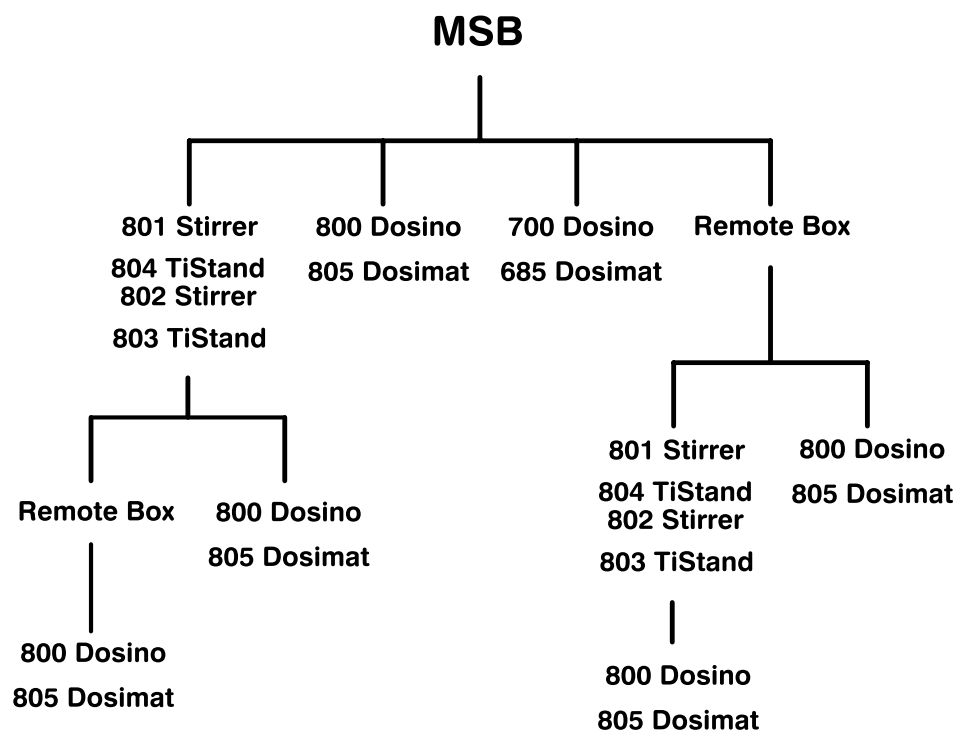 MSB
801 Stirrer
804 TiStand
802 Stirrer
803 TiStand
800 Dosino
805 Dosimat
700 Dosino
685 Dosimat
Remote Box
Remote Box
800 Dosino
805 Dosimat
800 Dosino
805 Dosimat
801 Stirrer
804 TiStand
802 Stirrer
803 TiStand
800 Dosino
805 Dosimat
800 Dosino
805 Dosimat